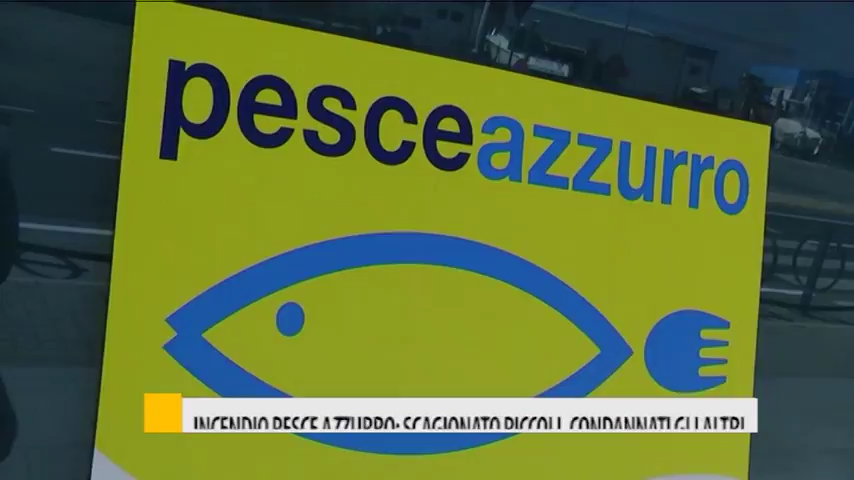 pesceazzurro
INCENDIO PESCE AZZURRO: SCAGIONATO PICCOLI, CONDANNATI GLI ALTRI